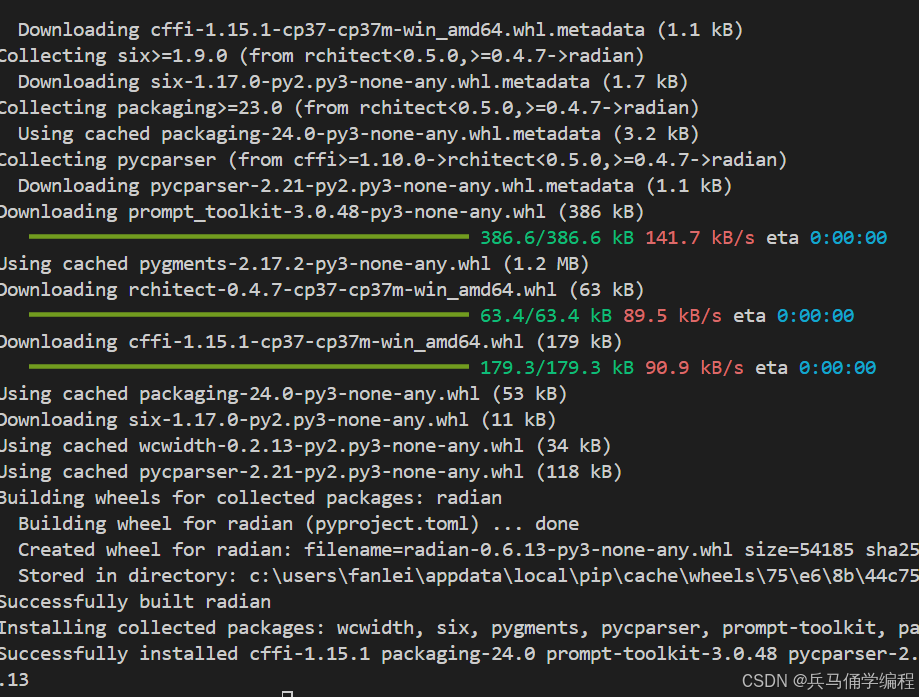 Downloading cffi-1.15.1-cp37-cp37m-win_amd64.whl.metadata (1.1 kB)
Collecting six>=1.9.0 (from rchitect<0.5.0,>=0.4.7->radian)
Downloading six-1.17.0-py2.py3-none-any.whl.metadata (1.7 kB)
Collecting packaging>=23.0 (from rchitect<0.5.0,>=0.4.7->radian)
Using cached packaging-24.0-py3-none-any.whl.metadata (3.2 kB)
Collecting pycparser (from cffi>=1.10.0->rchitect<0.5.0,>=0.4.7->radian)
Downloading pycparser-2.21-py2.py3-none-any.whl.metadata (1.1 kB)
Downloading prompt_toolkit-3.0.48-py3-none-any.whl (386 kB)
386.6/386.6 kB 141.7 kB/s eta 0:00:00
Using cached pygments-2.17.2-py3-none-any.whl (1.2 MB)
Downloading rchitect-0.4.7-cp37-cp37m-win_amd64.whl (63 kB)
63.4/63.4 kB 89.5 kB/s eta 0:00:00
Downloading cffi-1.15.1-cp37-cp37m-win_amd64.whl (179 kB)
179.3/179.3 kB 90.9 kB/s eta 0:00:00
Using cached packaging-24.0-py3-none-any.whl (53 kB)
Downloading six-1.17.0-py2.py3-none-any.whl (11 kB)
Using cached wcwidth-0.2.13-py2.py3-none-any.whl (34 kB)
Using cached pycparser-2.21-py2.py3-none-any.whl (118 kB)
Building wheels for collected packages: radian
Building wheel for radian (pyproject.toml) ... done
Created wheel for radian: filename=radian-0.6.13-py3-none-any.whl size=54185 sha25
Stored in directory: c:\users\fanlei\appdata\local\pip\cache\wheels\75\e6\8b\44c75
Successfully built radian
Installing collected packages: wcwidth, six, pygments, pycparser, prompt-toolkit, pa
Successfully installed cffi-1.15.1 packaging-24.0 prompt-toolkit-3.0.48 pycparser-2.
.13
CSDN @兵马俑学编程